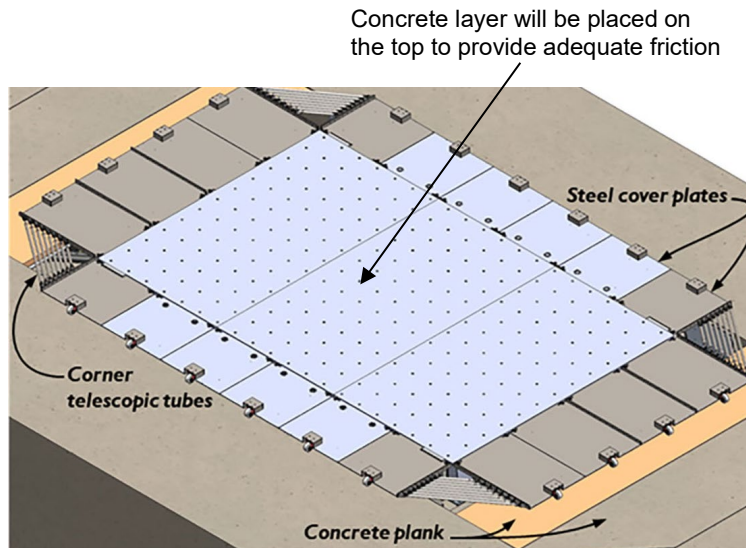 Concrete layer will be placed on
the top to provide adequate friction
Steel cover plates
Corner
telescopic tubes
Concrete plank